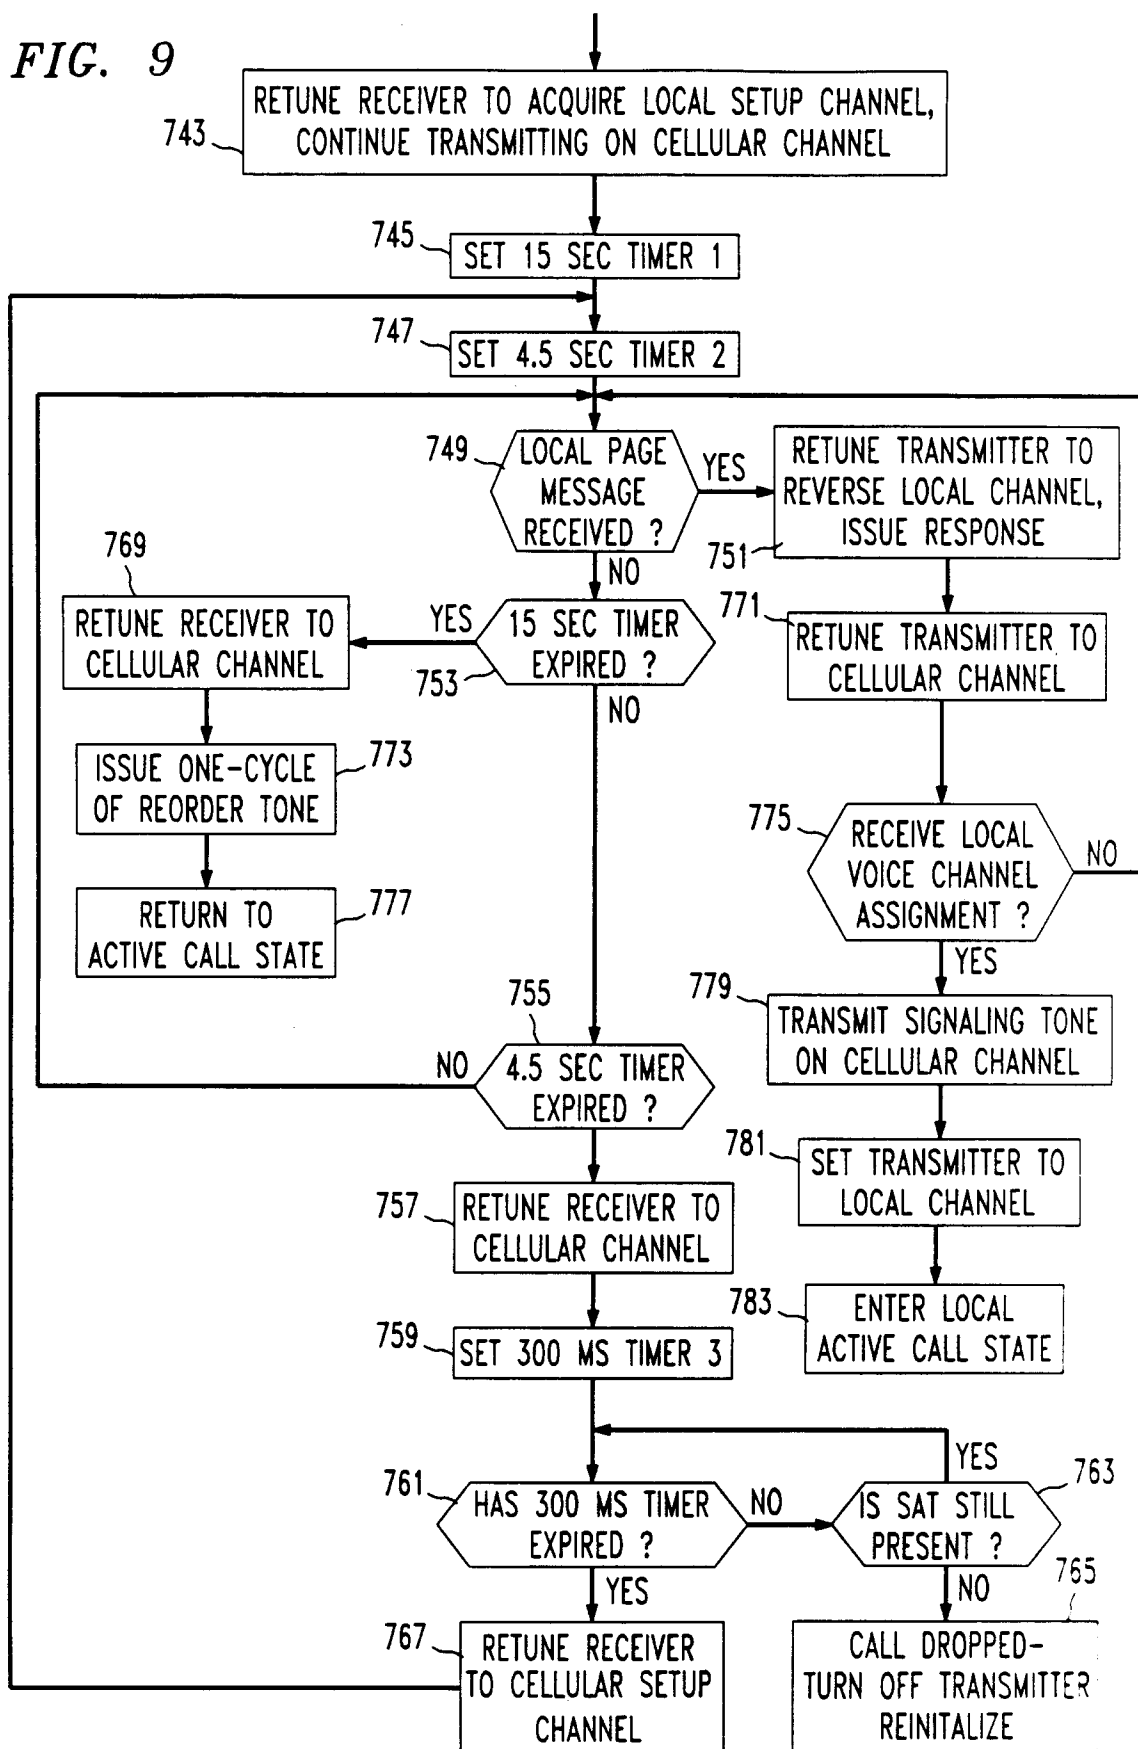 FIG. 9
743
RETUNE RECEIVER TO ACQUIRE LOCAL SETUP CHANNEL,
CONTINUE TRANSMITTING ON CELLULAR CHANNEL
745
SET 15 SEC TIMER 1
747
SET 4.5 SEC TIMER 2
749
LOCAL PAGE
MESSAGE
RECEIVED ?
YES
NO
RETUNE TRANSMITTER TO
REVERSE LOCAL CHANNEL,
ISSUE RESPONSE
751
769
RETUNE RECEIVER TO
CELLULAR CHANNEL
YES
15 SEC TIMER
EXPIRED ?
753
NO
771
RETUNE TRANSMITTER TO
CELLULAR CHANNEL
ISSUE ONE-CYCLE
OF REORDER TONE
773
775
RECEIVE LOCAL
VOICE CHANNEL
ASSIGNMENT ?
NO
YES
RETURN TO
ACTIVE CALL STATE
777
779
TRANSMIT SIGNALING TONE
ON CELLULAR CHANNEL
755
NO
4.5 SEC TIMER
EXPIRED ?
781
SET TRANSMITTER TO
LOCAL CHANNEL
757
RETUNE RECEIVER TO
CELLULAR CHANNEL
783
ENTER LOCAL
ACTIVE CALL STATE
759
SET 300 MS TIMER 3
761
HAS 300 MS TIMER
EXPIRED ?
NO
YES
YES
763
IS SAT STILL
PRESENT ?
NO
765
767
RETUNE RECEIVER
TO CELLULAR SETUP
CHANNEL
CALL DROPPED-
TURN OFF TRANSMITTER
REINITALIZE